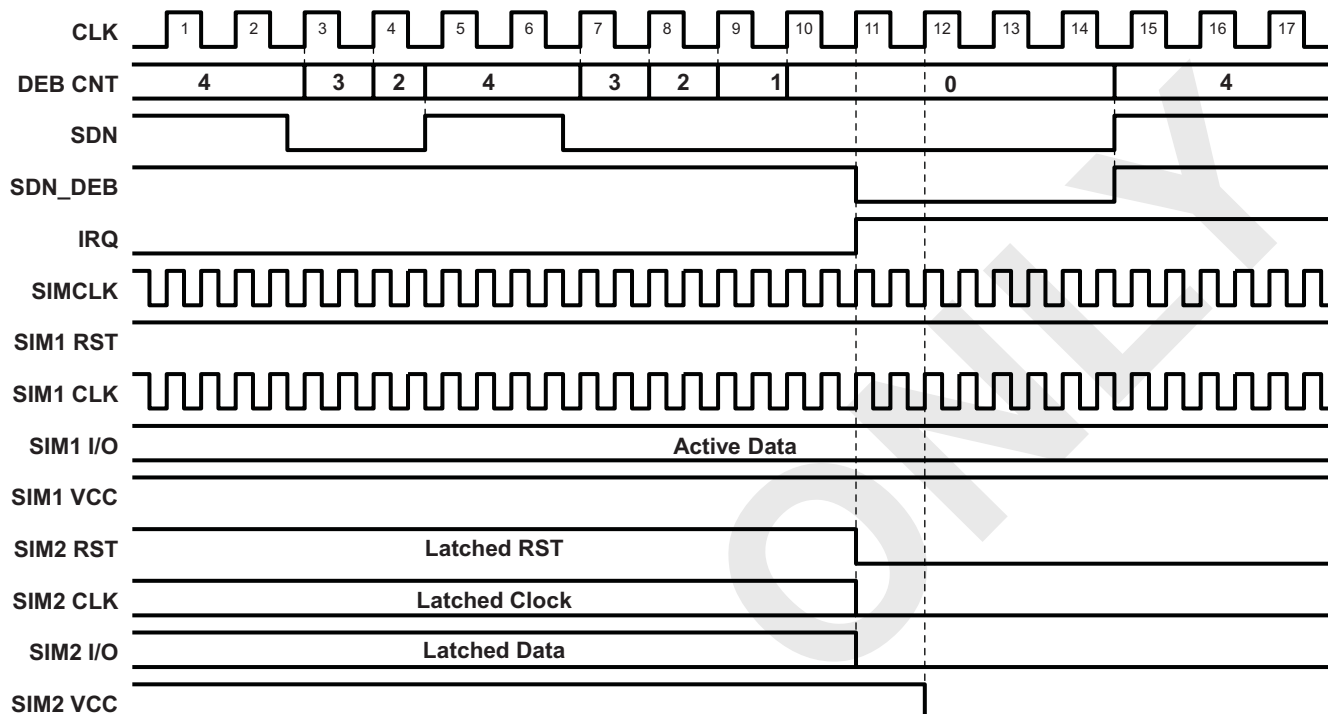 CLK 1 2 3 4 5 6 7 8 9 10 11 12 13 14 15 16 17
DEB CNT 4 3 2 4 3 2 1 0 4
SDN
SDN_DEB
IRQ
SIMCLK
SIM1 RST
SIM1 CLK
SIM1 I/O Active Data
SIM1 VCC
SIM2 RST Latched RST
SIM2 CLK Latched Clock
SIM2 I/O Latched Data
SIM2 VCC
ONLY